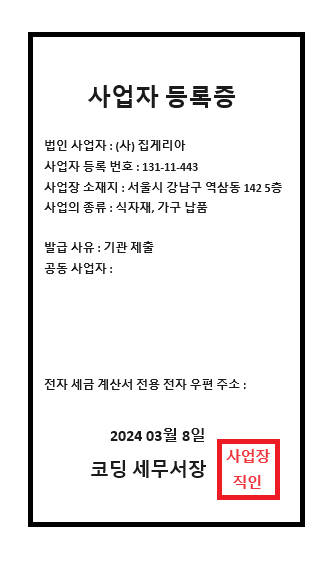 사업자 등록증
법인 사업자 : (사) 집게리아
사업자 등록 번호 : 131-11-443
사업장 소재지 : 서울시 강남구 역삼동 142 5층
사업의 종류 : 식자재, 가구 납품
발급 사유 : 기관 제출
공동 사업자 :
전자 세금 계산서 전용 전자 우편 주소 :
2024 03월 8일
코딩 세무서장
사업장
직인